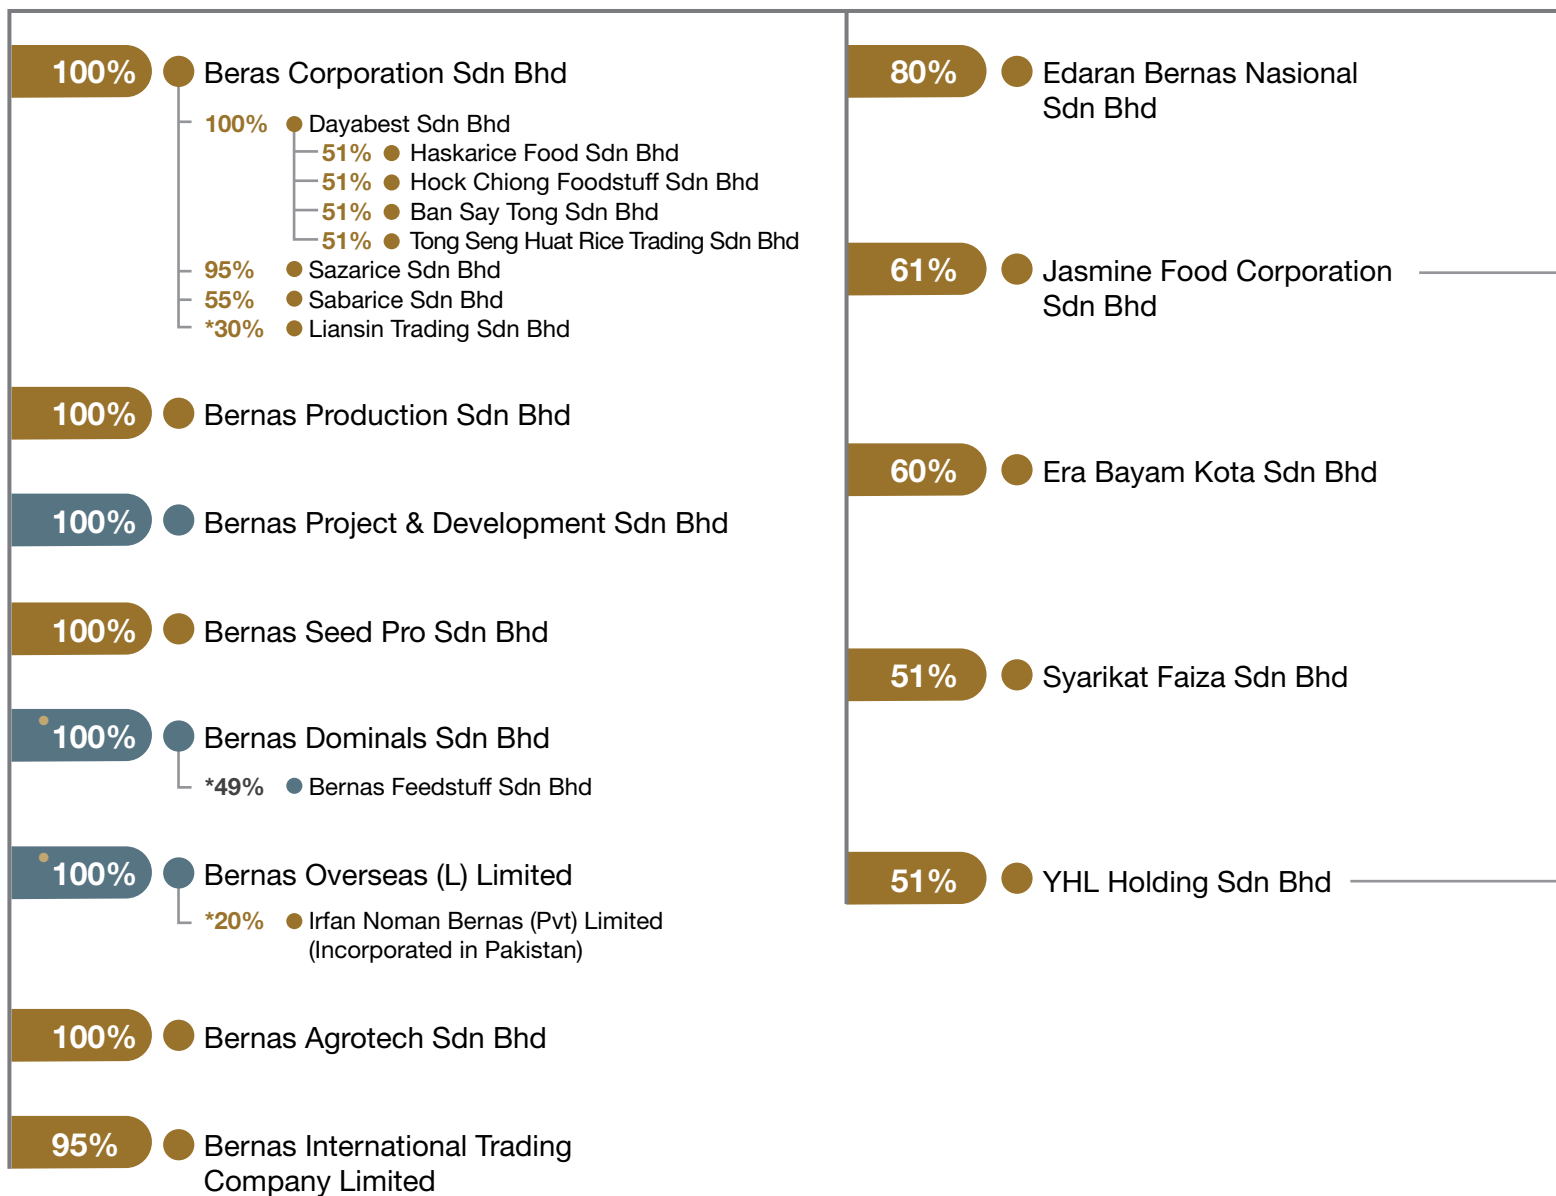 100% Beras Corporation Sdn Bhd
100% Dayabest Sdn Bhd
51% Haskarice Food Sdn Bhd
51% Hock Chiong Foodstuff Sdn Bhd
51% Ban Say Tong Sdn Bhd
51% Tong Seng Huat Rice Trading Sdn Bhd
95% Sazarice Sdn Bhd
55% Sabarice Sdn Bhd
*30% Liansin Trading Sdn Bhd
100% Bernas Production Sdn Bhd
100% Bernas Project & Development Sdn Bhd
100% Bernas Seed Pro Sdn Bhd
100% Bernas Dominals Sdn Bhd
*49% Bernas Feedstuff Sdn Bhd
100% Bernas Overseas (L) Limited
*20% Irfan Noman Bernas (Pvt) Limited
(Incorporated in Pakistan)
100% Bernas Agrotech Sdn Bhd
95% Bernas International Trading
Company Limited
80% Edaran Bernas Nasional
Sdn Bhd
61% Jasmine Food Corporation
Sdn Bhd
60% Era Bayam Kota Sdn Bhd
51% Syarikat Faiza Sdn Bhd
51% YHL Holding Sdn Bhd